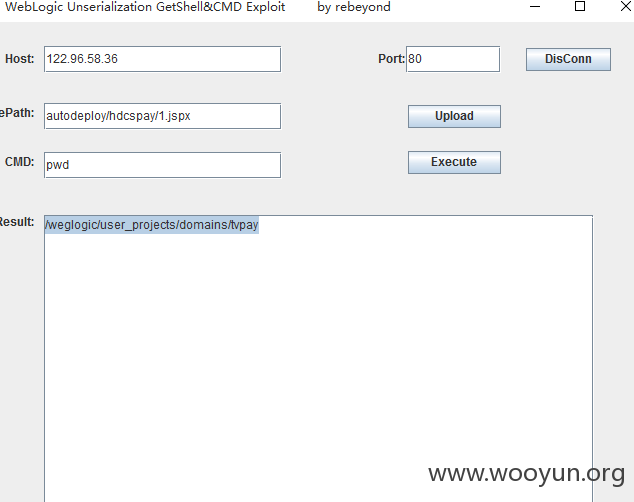 WebLogic Unserialization GetShell&CMD Exploit by rebeyond
Host: 122.96.58.36 Port: 80 DisConn
ePath: autodeploy/hdcspay/1.jspx Upload
CMD: pwd Execute
Result: /weglogic/user_projects/domains/tvpay
www.wooyun.org